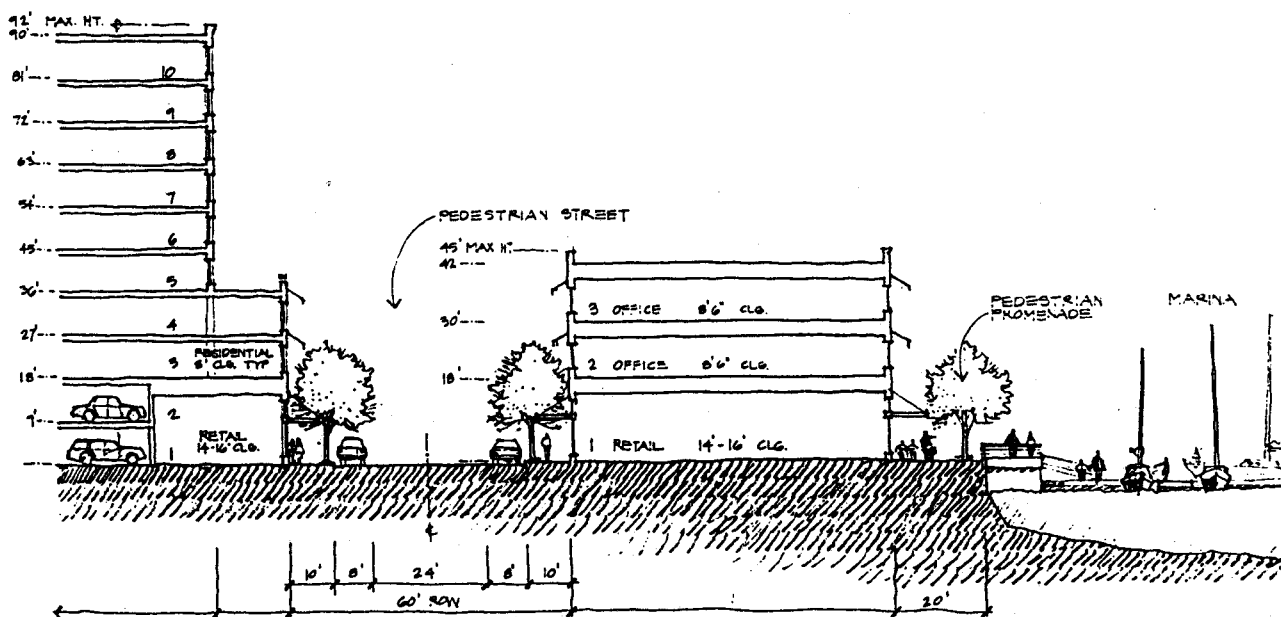 92' MAX. HT.
90'
81'
72'
63'
54'
45'
36'
27'
18'
9'
10
9
8
7
6
5
4
3
RESIDENTIAL
8' CLG. TYP
2
RETAIL
14-16' CLG.
1
PEDESTRIAN STREET
45' MAX HT.
42'
30'
18'
3 OFFICE 8'6" CLG.
2 OFFICE 8'6" CLG.
1 RETAIL 14'-16' CLG.
PEDESTRIAN
PROMENADE
MARINA
10' 8' 24' 8' 10'
60' ROW
20'